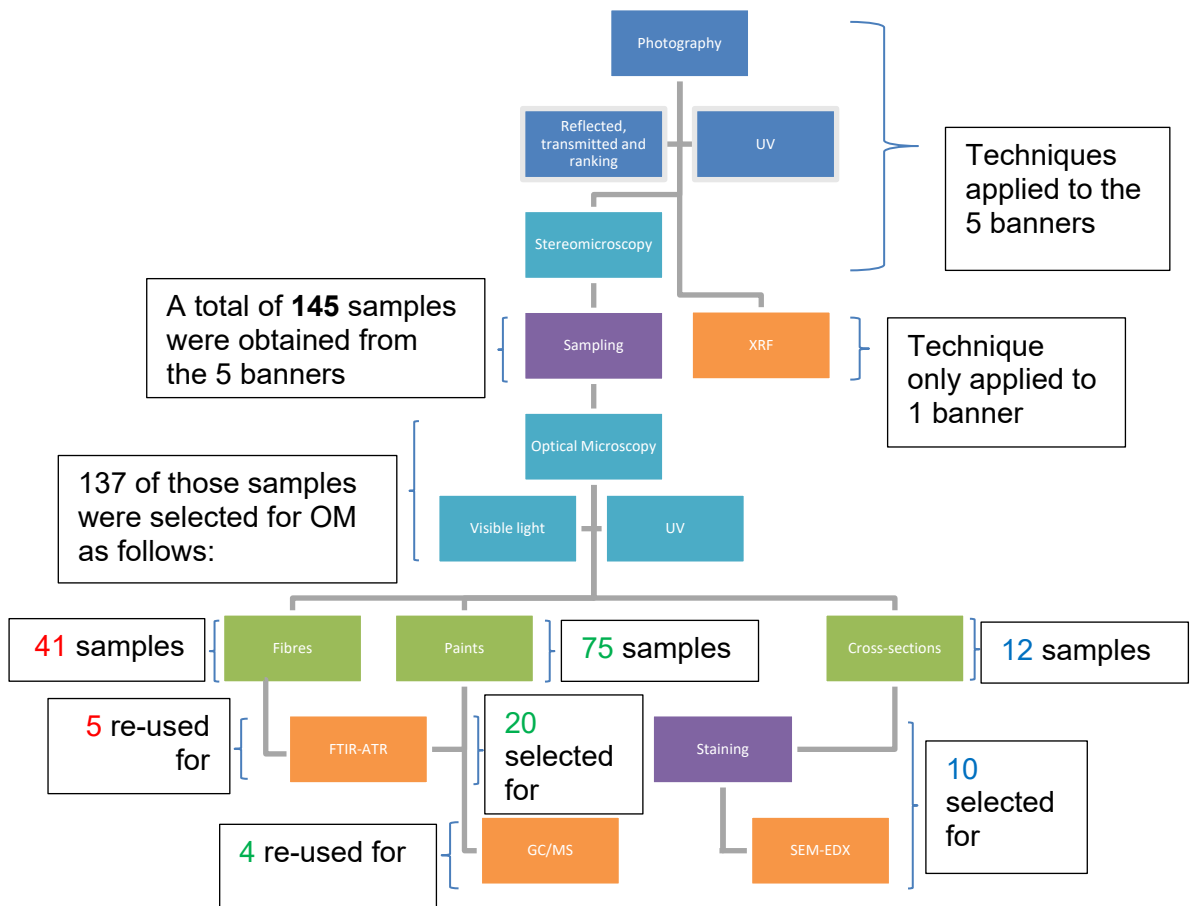 Photography
Reflected,
transmitted and
ranking
UV
Techniques
applied to the
5 banners
Stereomicroscopy
A total of 145 samples
were obtained from
the 5 banners
Sampling
XRF
Technique
only applied to
1 banner
Optical Microscopy
137 of those samples
were selected for OM
as follows:
Visible light
UV
41 samples
Fibres
Paints
75 samples
Cross-sections
12 samples
5 re-used
for
FTIR-ATR
20
selected
for
Staining
10
selected
for
4 re-used for
GC/MS
SEM-EDX